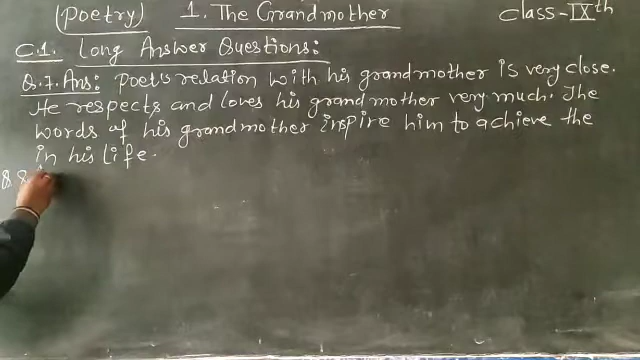 (Poetry) 1. The Grandmother Class-IXth
C.1. Long Answer Questions:
Q.7. Ans: Poet's relation with his grandmother is very close.
He respects and loves his grandmother very much. The
words of his grandmother inspire him to achieve the
in his life.